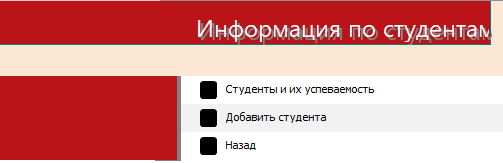 Информация по студентам
Студенты и их успеваемость
Добавить студента
Назад